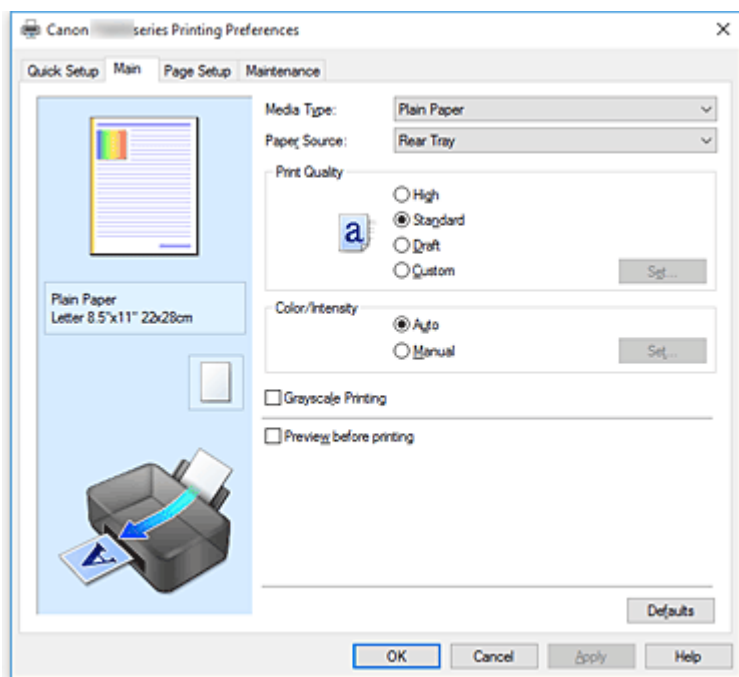 Canon series Printing Preferences
Quick Setup Main Page Setup Maintenance
Media Type: Plain Paper
Paper Source: Rear Tray
Print Quality
High
a Standard
Draft
Custom Set...
Plain Paper
Letter 8.5"x11" 22x28cm
Color/Intensity
Auto
Manual Set...
Grayscale Printing
Preview before printing
A
Defaults
OK Cancel Apply Help